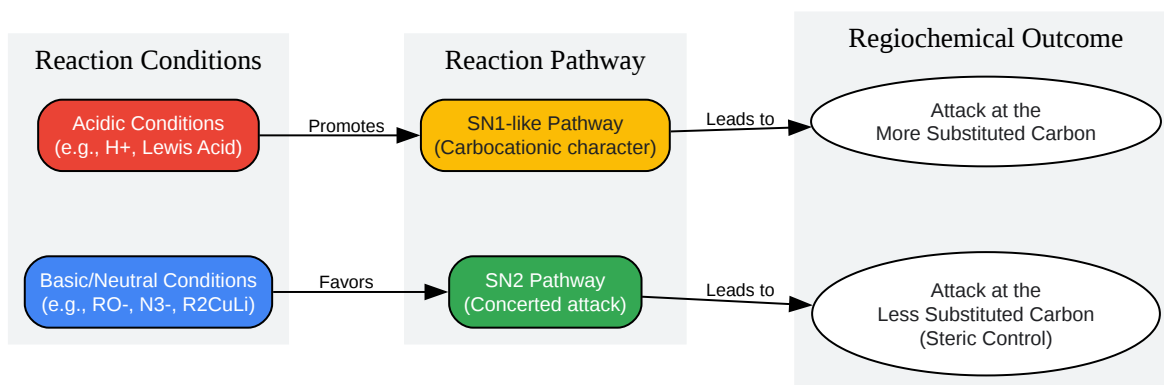 Reaction Conditions
Reaction Pathway
Regiochemical Outcome
Acidic Conditions
(e.g., H+, Lewis Acid)
Promotes
SN1-like Pathway
(Carbocationic character)
Leads to
Attack at the
More Substituted Carbon
Basic/Neutral Conditions
(e.g., RO-, N3-, R2CuLi)
Favors
SN2 Pathway
(Concerted attack)
Leads to
Attack at the
Less Substituted Carbon
(Steric Control)